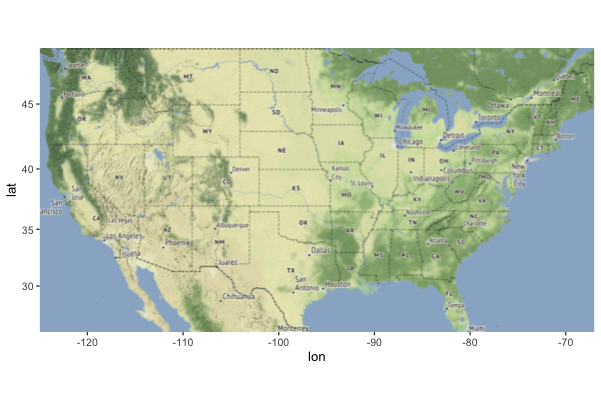 Seattle
WA
Portland
OR
ID
MT
ND
MN
Minneapolis
SD
WY
WI
Milwaukee
MI
Ottawa
Montreal
Quebec
ME
Toronto
VT
NH
NY
Boston
CT
Detroit
Chicago
Cleveland
PA
Pittsburgh
New
York
City
NE
IA
IL
IN
OH
Columbus
Indianapolis
NV
UT
Denver
CO
KS
Kansas
City
MO
St. Louis
WV
MD
VA
KY
San
Jose
San
ancisco
CA
Las Vegas
Los Angeles
Tijuana
AZ
Phoenix
Albuquerque
NM
OK
AR
Nashville
TN
NC
Charlotte
SC
Atlanta
MS
AL
GA
Dallas
TX
Juarez
San
Antonio
Houston
LA
FL
Tampa
Miami
Chihuahua
Monterrey
45
40
35
30
lat
-120
-110
-100
-90
-80
-70
lon